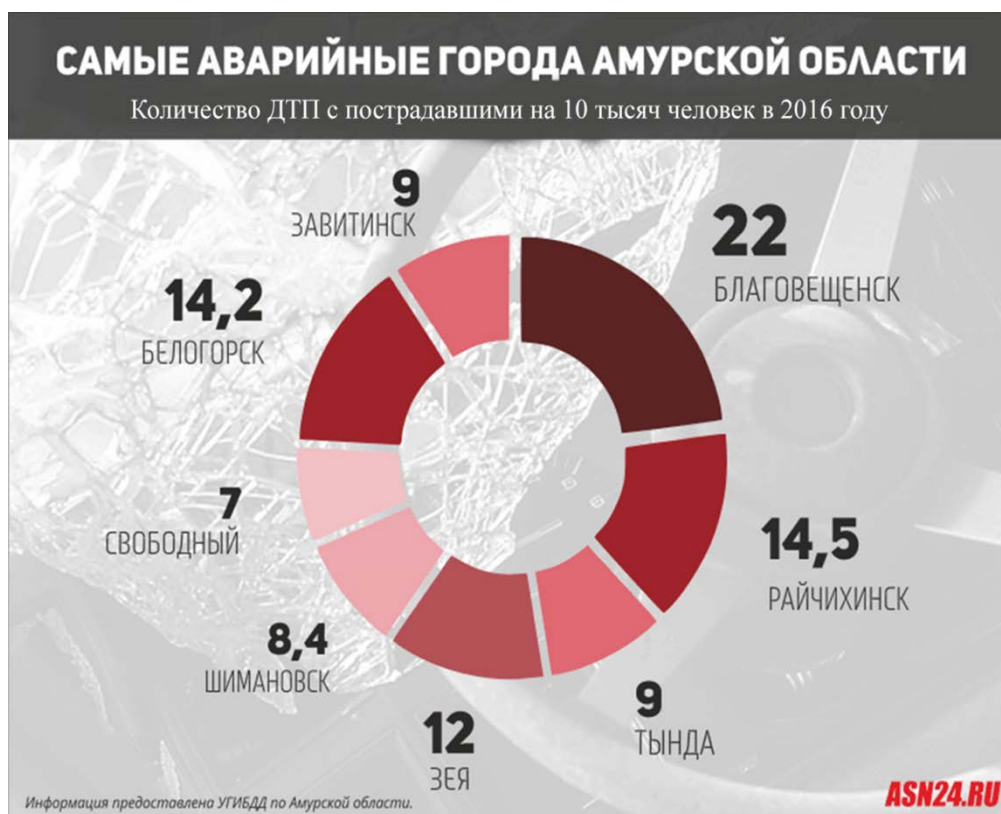 САМЫЕ АВАРИЙНЫЕ ГОРОДА АМУРСКОЙ ОБЛАСТИ
Количество ДТП с пострадавшими на 10 тысяч человек в 2016 году
9
ЗАВИТИНСК
22
БЛАГОВЕЩЕНСК
14,2
БЕЛОГОРСК
7
СВОБОДНЫЙ
14,5
РАЙЧИХИНСК
8,4
ШИМАНОВСК
9
ТЫНДА
12
ЗЕЯ
Информация предоставлена УГИБДД по Амурской области.
ASN24.RU